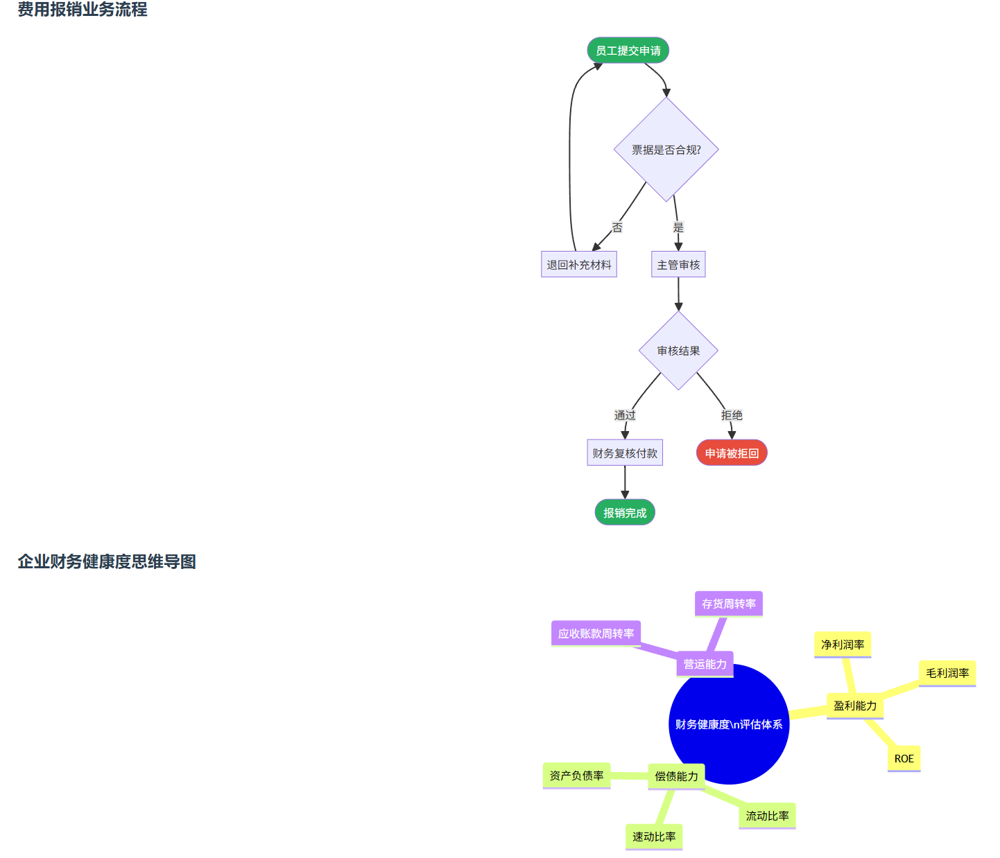 费用报销业务流程
员工提交申请
票据是否合规?
否
是
退回补充材料
主管审核
审核结果
通过
拒绝
财务复核付款
申请被拒回
报销完成
企业财务健康度思维导图
存货周转率
应收账款周转率
净利润率
营运能力
毛利润率
盈利能力
财务健康度\n评估体系
ROE
资产负债率
偿债能力
流动比率
速动比率